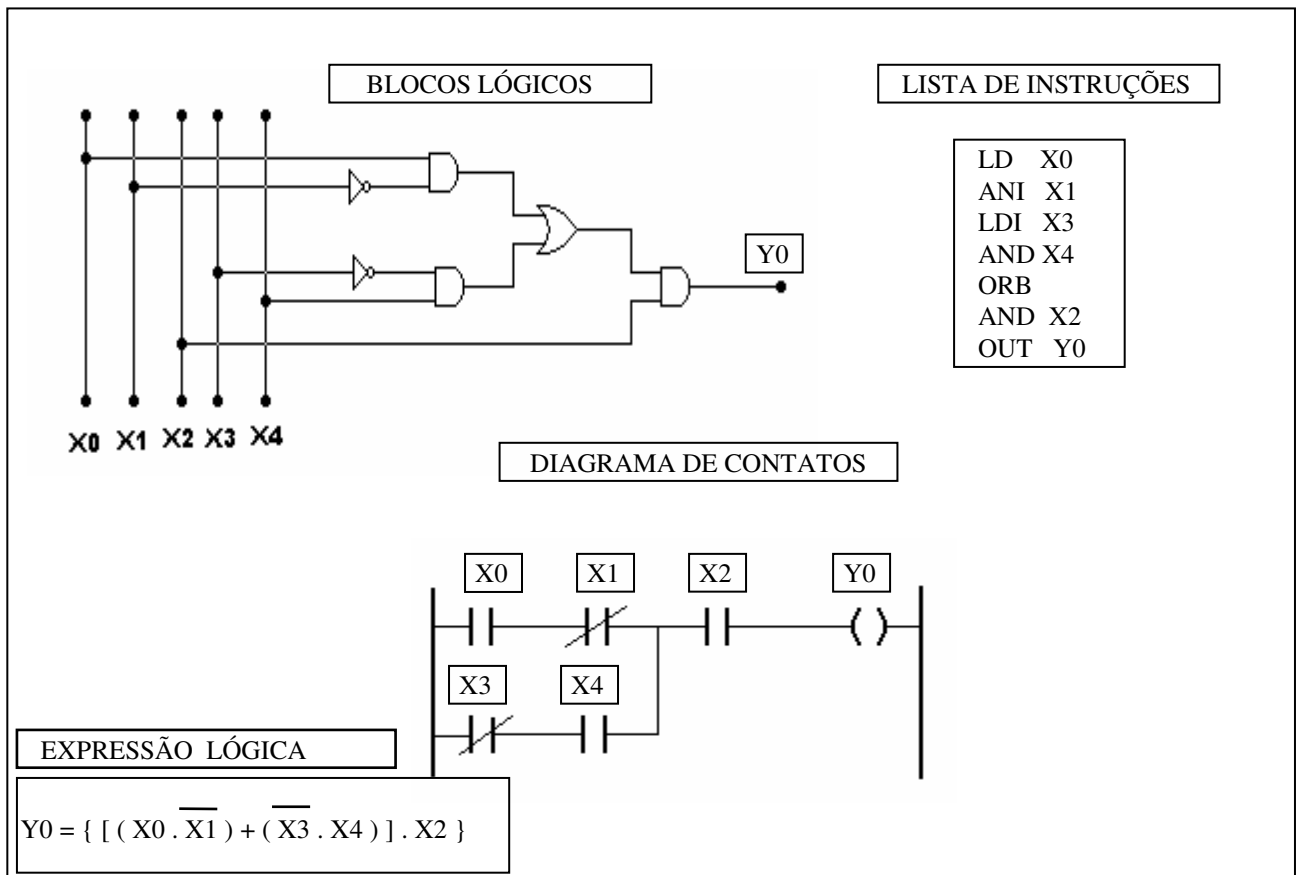 BLOCOS LÓGICOS
LISTA DE INSTRUÇÕES
LD X0
ANI X1
LDI X3
AND X4
ORB
AND X2
OUT Y0
Y0
X0 X1 X2 X3 X4
DIAGRAMA DE CONTATOS
X0 X1 X2 Y0
X3 X4
EXPRESSÃO LÓGICA
Y0 = { [ ( X0 . X̅1̅ ) + ( X̅3̅ . X4 ) ] . X2 }